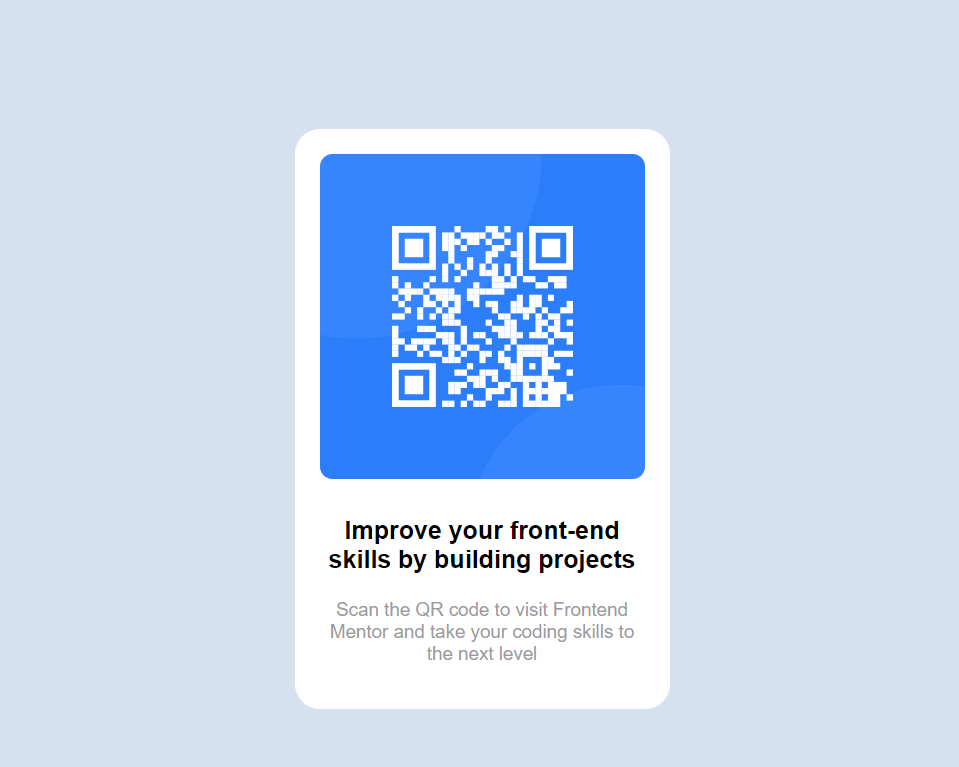 Improve your front-end
skills by building projects
Scan the QR code to visit Frontend
Mentor and take your coding skills to
the next level